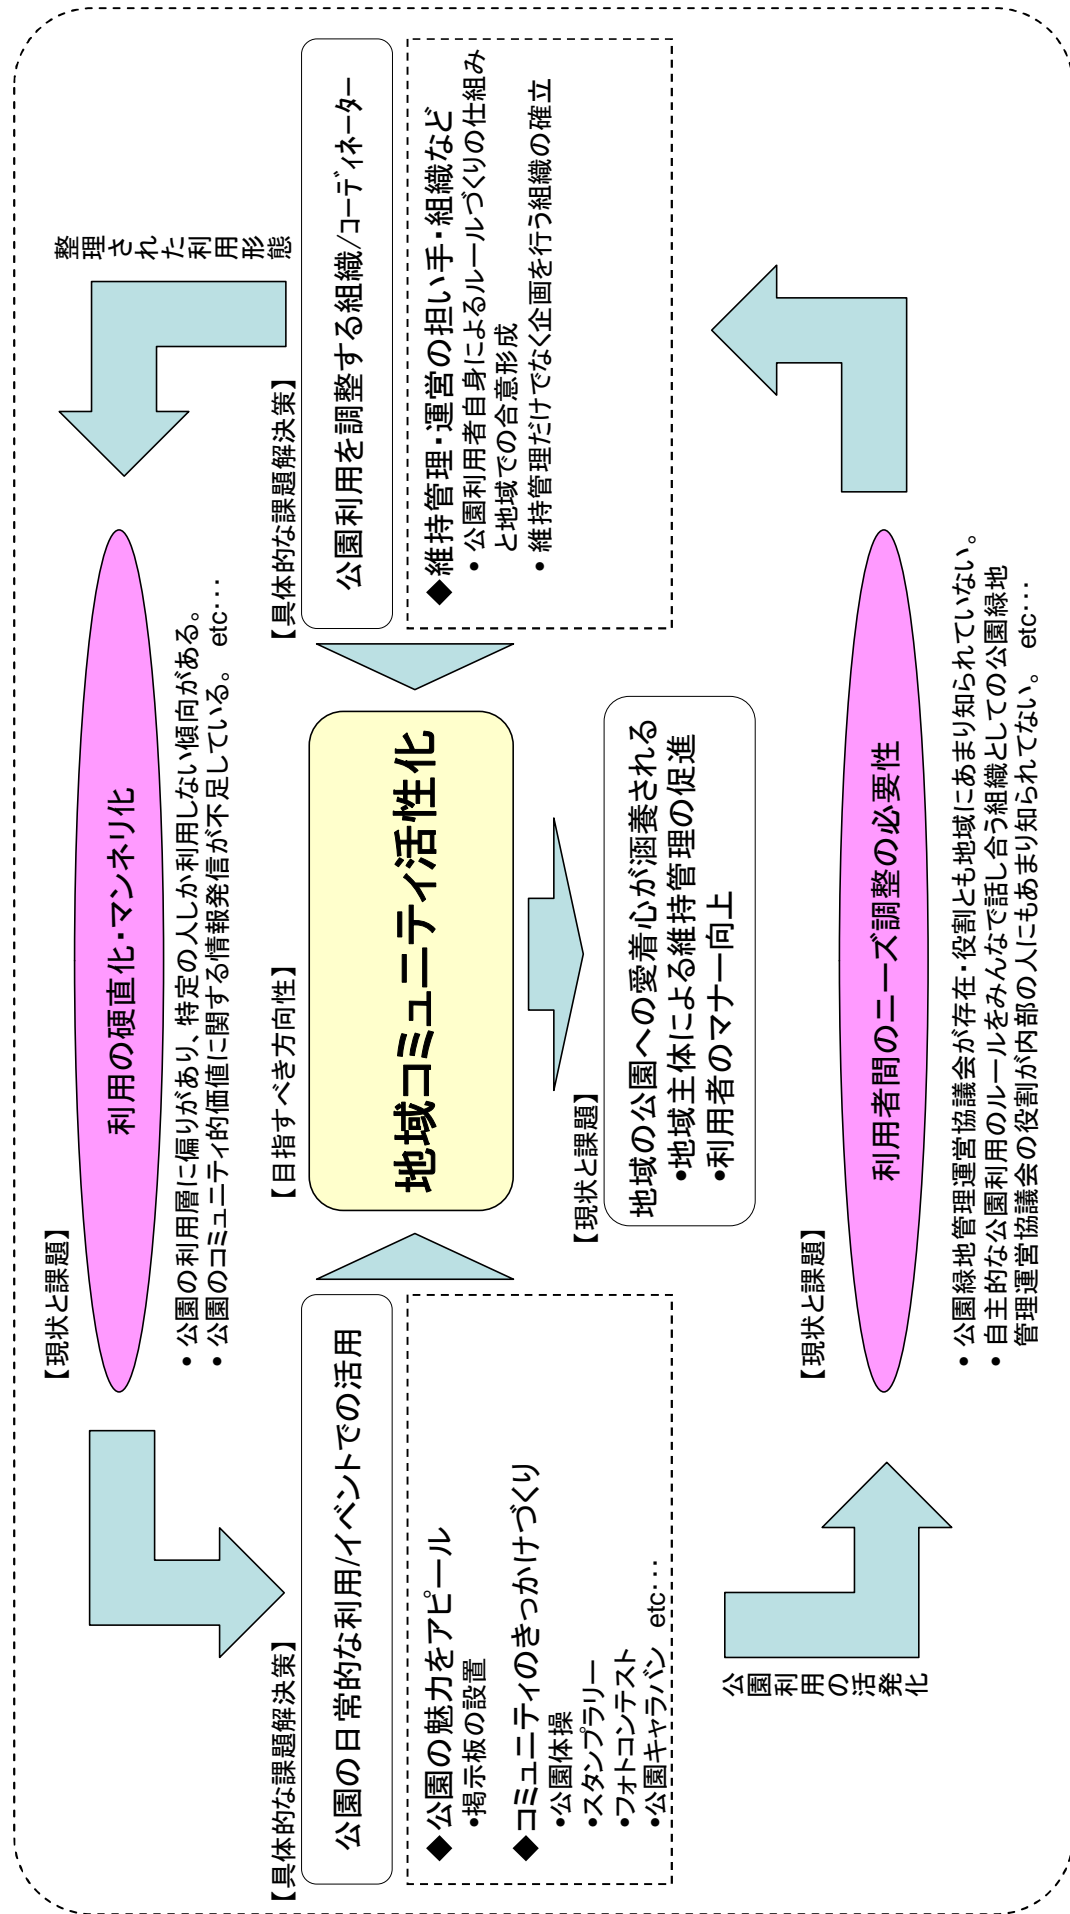 【現状と課題】
利用の硬直化・マンネリ化
• 公園の利用層に偏りがあり、特定の人しか利用しない傾向がある。
• 公園のコミュニティ的価値に関する情報発信が不足している。 etc…
【具体的な課題解決策】
公園の日常的な利用/イベントでの活用
◆公園の魅力をアピール
•掲示板の設置
◆コミュニティのきっかけづくり
•公園体操
•スタンプラリー
•フォトコンテスト
•公園キャラバン etc…
【目指すべき方向性】
地域コミュニティ活性化
【現状と課題】
地域の公園への愛着心が涵養される
•地域主体による維持管理の促進
•利用者のマナー向上
整理された利用形態
【具体的な課題解決策】
公園利用を調整する組織/コーディネーター
◆維持管理・運営の担い手・組織など
• 公園利用者自身によるルールづくりの仕組み
と地域での合意形成
• 維持管理だけでなく企画を行う組織の確立
公園利用の活発化
【現状と課題】
利用者間のニーズ調整の必要性
• 公園緑地管理運営協議会が存在・役割とも地域にあまり知られていない。
• 自主的な公園利用のルールをみんなで話し合う組織としての公園緑地
管理運営協議会の役割が内部の人にもあまり知られてない。 etc…